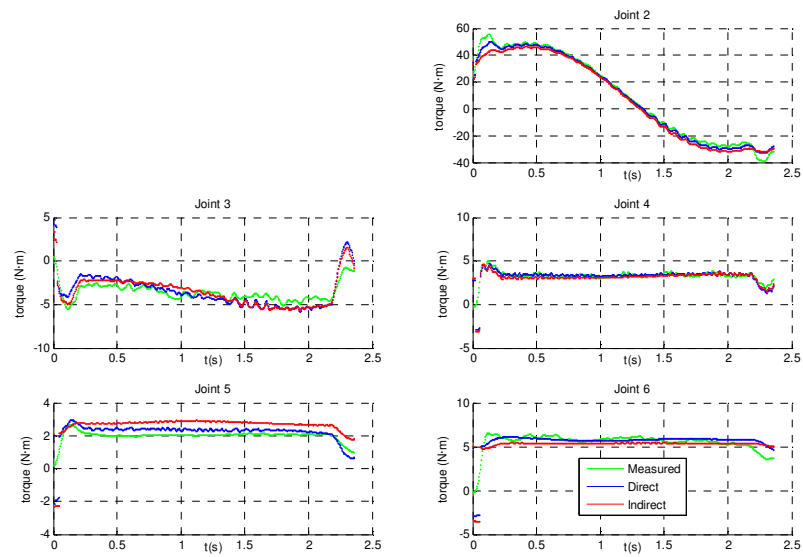 Joint 2
60
40
20
0
-20
-40
torque (N·m)
0 0.5 1 1.5 2 2.5
t(s)
Joint 3
5
0
-5
-10
torque (N·m)
0 0.5 1 1.5 2 2.5
t(s)
Joint 4
10
5
0
-5
torque (N·m)
0 0.5 1 1.5 2 2.5
t(s)
Joint 5
4
2
0
-2
-4
torque (N·m)
0 0.5 1 1.5 2 2.5
t(s)
Joint 6
10
5
0
-5
torque (N·m)
0 0.5 1 1.5 2 2.5
t(s)
Measured
Direct
Indirect